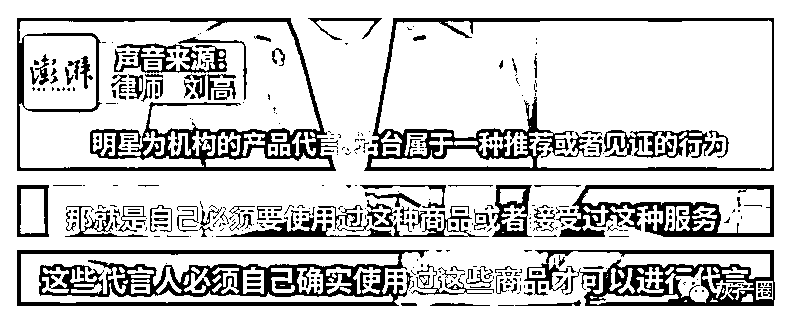 澎湃
THE PAPER
声音来源：
律师 刘高
明星为机构的产品代言、站台属于一种推荐或者见证的行为
那就是自己必须要使用过这种商品或者接受过这种服务
这些代言人必须自己确实使用过这些商品才可以进行代言
灰产圈